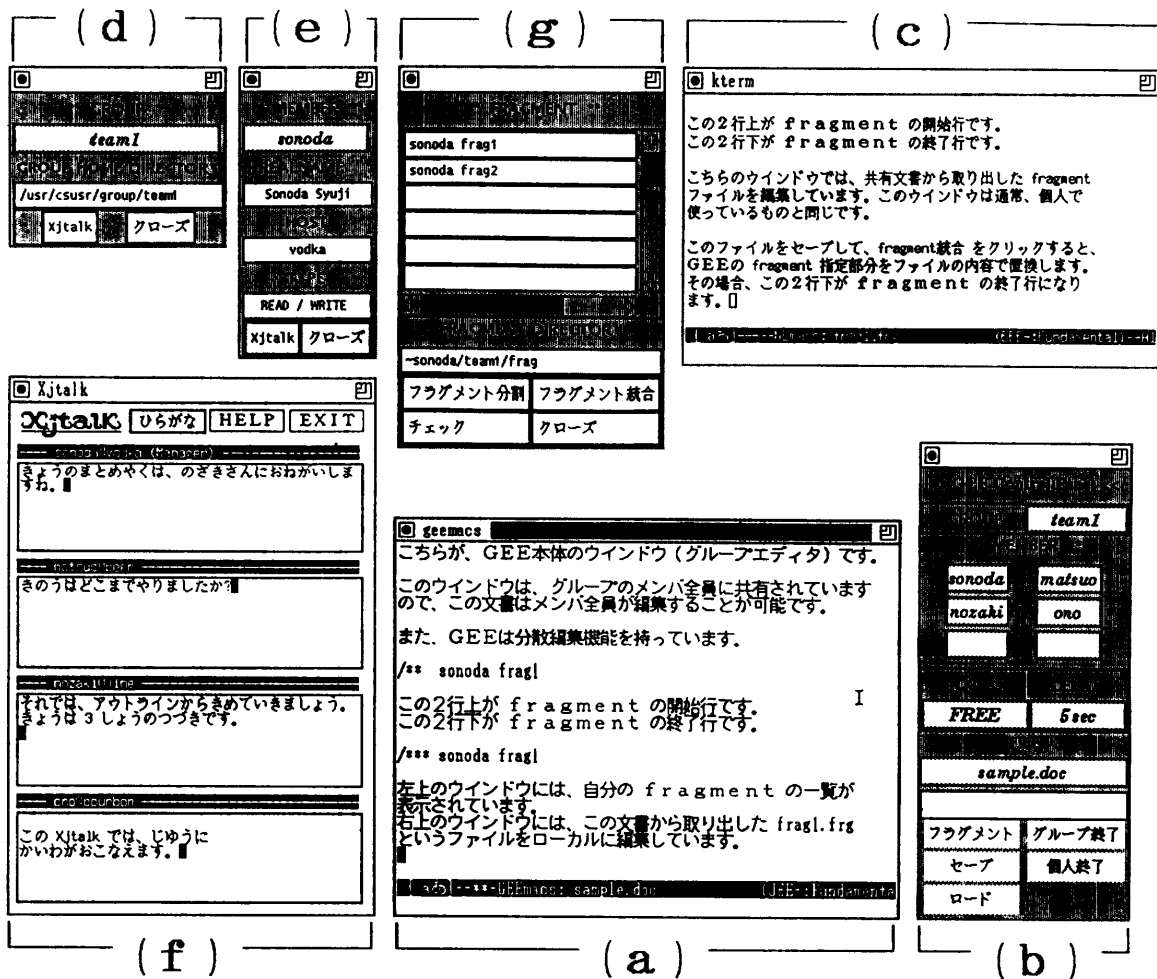 (d)
team1
/usr/csusr/group/team1
Xjtalk クローズ
(e)
sonoda
Sonoda Syuji
vodka
READ / WRITE
Xjtalk クローズ
(g)
sonoda frag1
sonoda frag2
~sonoda/team1/frag
フラグメント分割 フラグメント統合
チェック クローズ
(c)
kterm
この2行上が fragment の開始行です。
この2行下が fragment の終了行です。
こちらのウインドウでは、共有文書から取り出した fragment
ファイルを編集しています。このウインドウは通常、個人で
使っているものと同じです。
このファイルをセーブして、fragment統合 をクリックすると、
GEEの fragment 指定部分をファイルの内容で置換します。
その場合、この2行下が fragment の終了行になり
ます。
Xjtalk
Xjtalk ひらがな HELP EXIT
(Manager)
きょうのまとめやくは、のざきさんにおねがいしま
すね。
きのうはどこまでやりましたか?
それでは、アウトラインからきめていきましょう。
きょうは 3 しょうのつづきです。
この Xjtalk では、じゆうに
かいわがおこなえます。
(f)
geemacs
こちらが、GEE本体のウインドウ(グループエディタ)です。
このウインドウは、グループのメンバ全員に共有されています
ので、この文書はメンバ全員が編集することが可能です。
また、GEEは分散編集機能を持っています。
/** sonoda frag1
この2行上が fragment の開始行です。
この2行下が fragment の終了行です。
/*** sonoda frag1
左上のウインドウには、自分の fragment の一覧が
表示されています。
右上のウインドウには、この文書から取り出した frag1.frg
というファイルをローカルに編集しています。
--**-GEEmacs: sample.doc
(a)
team1
sonoda matsuo
nozaki ono
FREE 5sec
sample.doc
フラグメント グループ終了
セーブ 個人終了
ロード
(b)